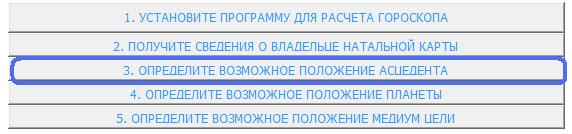 1. УСТАНОВИТЕ ПРОГРАММУ ДЛЯ РАСЧЕТА ГОРОСКОПА
2. ПОЛУЧИТЕ СВЕДЕНИЯ О ВЛАДЕЛЬЦЕ НАТАЛЬНОЙ КАРТЫ
3. ОПРЕДЕЛИТЕ ВОЗМОЖНОЕ ПОЛОЖЕНИЕ АСЦЕДЕНТА
4. ОПРЕДЕЛИТЕ ВОЗМОЖНОЕ ПОЛОЖЕНИЕ ПЛАНЕТЫ
5. ОПРЕДЕЛИТЕ ВОЗМОЖНОЕ ПОЛОЖЕНИЕ МЕДИУМ ЦЕЛИ